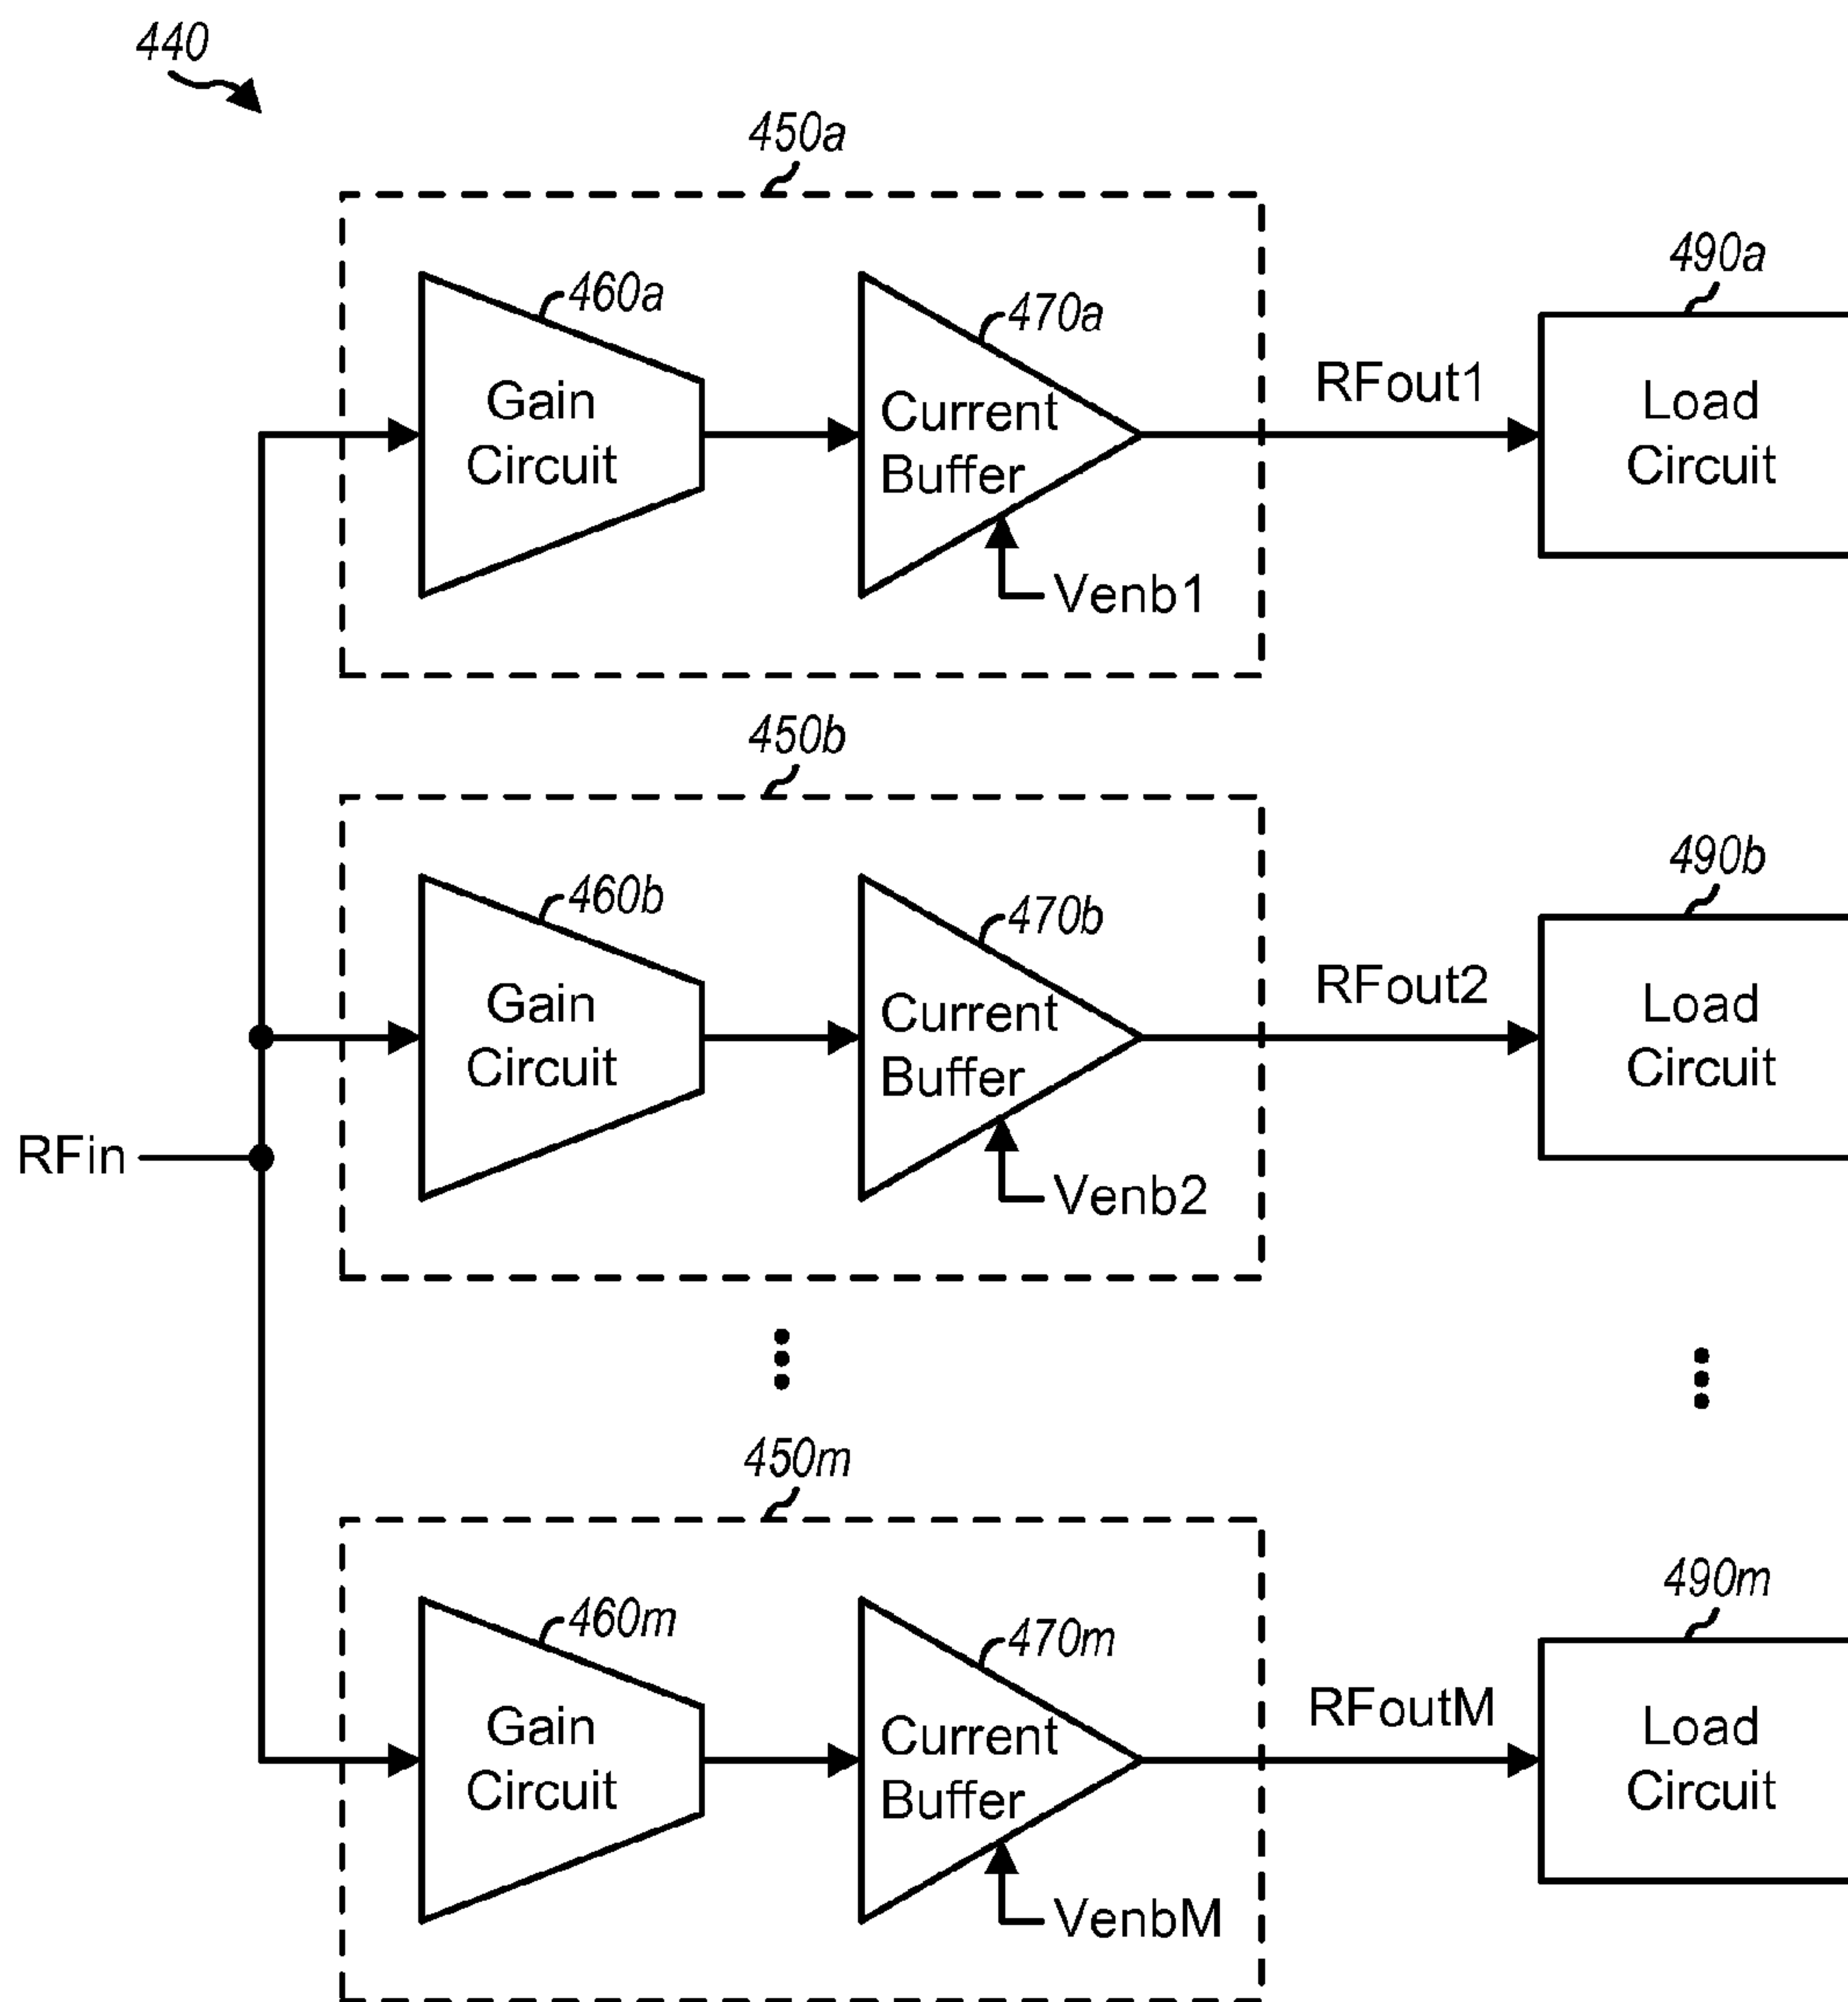 440
450a
460a
470a
490a
Gain
Circuit
Current
Buffer
RFout1
Load
Circuit
Venb1
450b
460b
470b
490b
Gain
Circuit
Current
Buffer
RFout2
Load
Circuit
RFin
Venb2
450m
460m
470m
490m
Gain
Circuit
Current
Buffer
RFoutM
Load
Circuit
VenbM